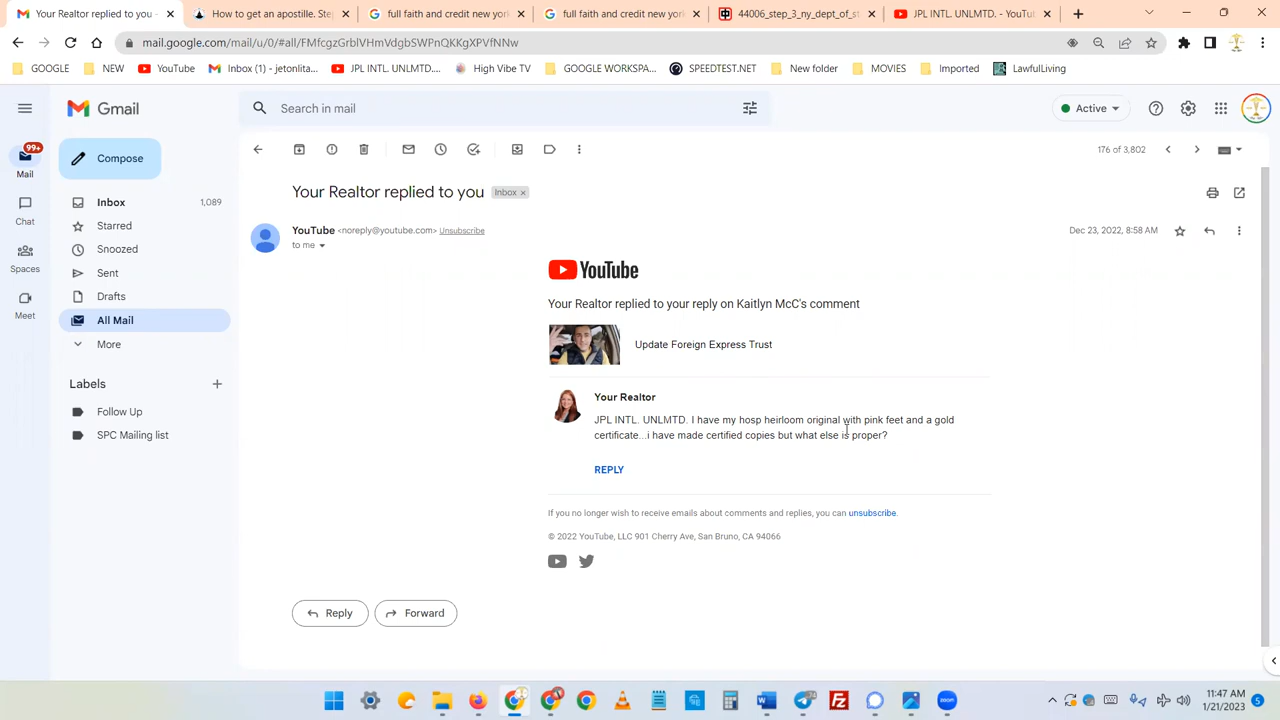 Your Realtor replied to you -
How to get an apostille. Ste
full faith and credit new york
full faith and credit new york
44006_step_3_ny_dept_of_st
JPL INTL. UNLMTD. - YouTu
mail.google.com/mail/u/0/#all/FMfcgzGrblVHmVdgbSWPnQKKgXPVfNNw
GOOGLE
NEW
YouTube
Inbox (1) - jetonlita...
JPL INTL. UNLMTD....
High Vibe TV
GOOGLE WORKSPA...
SPEEDTEST.NET
New folder
MOVIES
Imported
LawfulLiving
Gmail
Search in mail
Active
99+
Mail
Chat
Spaces
Meet
Compose
Inbox 1,089
Starred
Snoozed
Sent
Drafts
All Mail
More
Labels
Follow Up
SPC Mailing list
176 of 3,802
Your Realtor replied to you Inbox ×
YouTube <noreply@youtube.com> Unsubscribe
Dec 23, 2022, 8:58 AM
to me
YouTube
Your Realtor replied to your reply on Kaitlyn McC's comment
Update Foreign Express Trust
Your Realtor
JPL INTL. UNLMTD. I have my hosp heirloom original with pink feet and a gold
certificate...i have made certified copies but what else is proper?
REPLY
If you no longer wish to receive emails about comments and replies, you can unsubscribe.
© 2022 YouTube, LLC 901 Cherry Ave, San Bruno, CA 94066
Reply
Forward
zoom
11:47 AM
1/21/2023
5